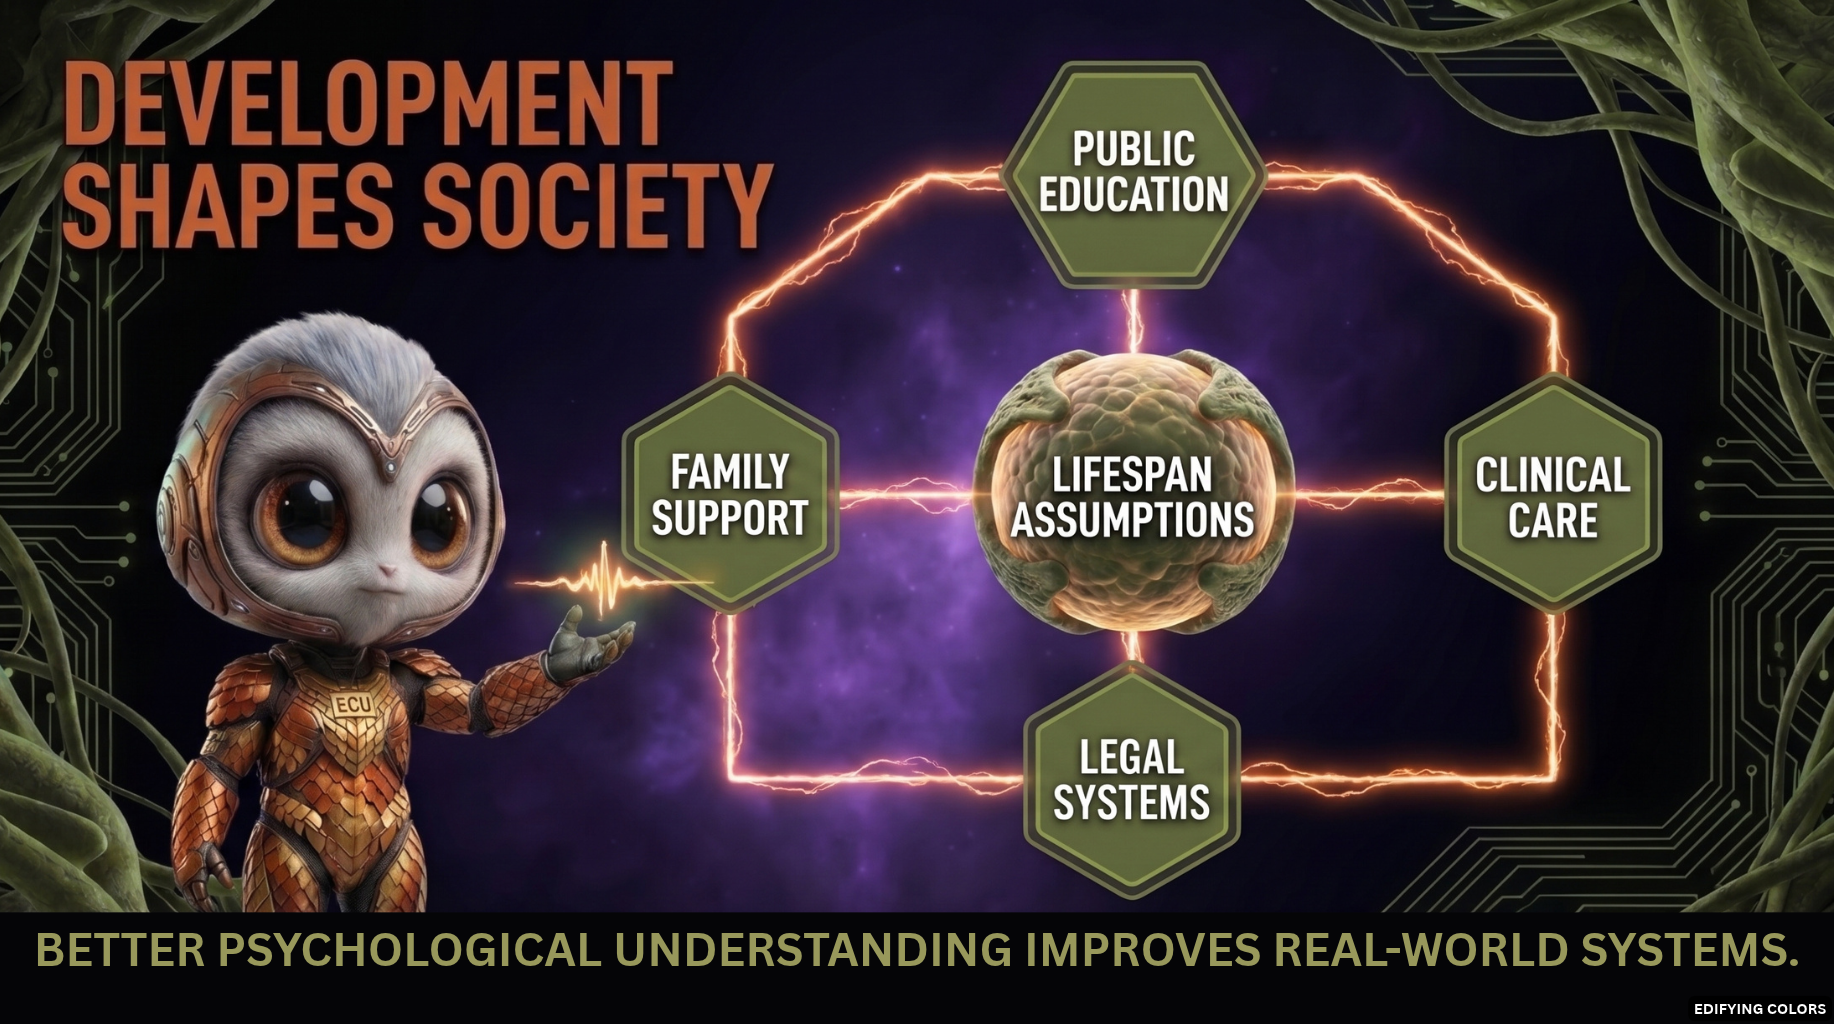 DEVELOPMENT
SHAPES SOCIETY
PUBLIC
EDUCATION
FAMILY
SUPPORT
LIFESPAN
ASSUMPTIONS
CLINICAL
CARE
ECU
LEGAL
SYSTEMS
BETTER PSYCHOLOGICAL UNDERSTANDING IMPROVES REAL-WORLD SYSTEMS.
EDIFYING COLORS